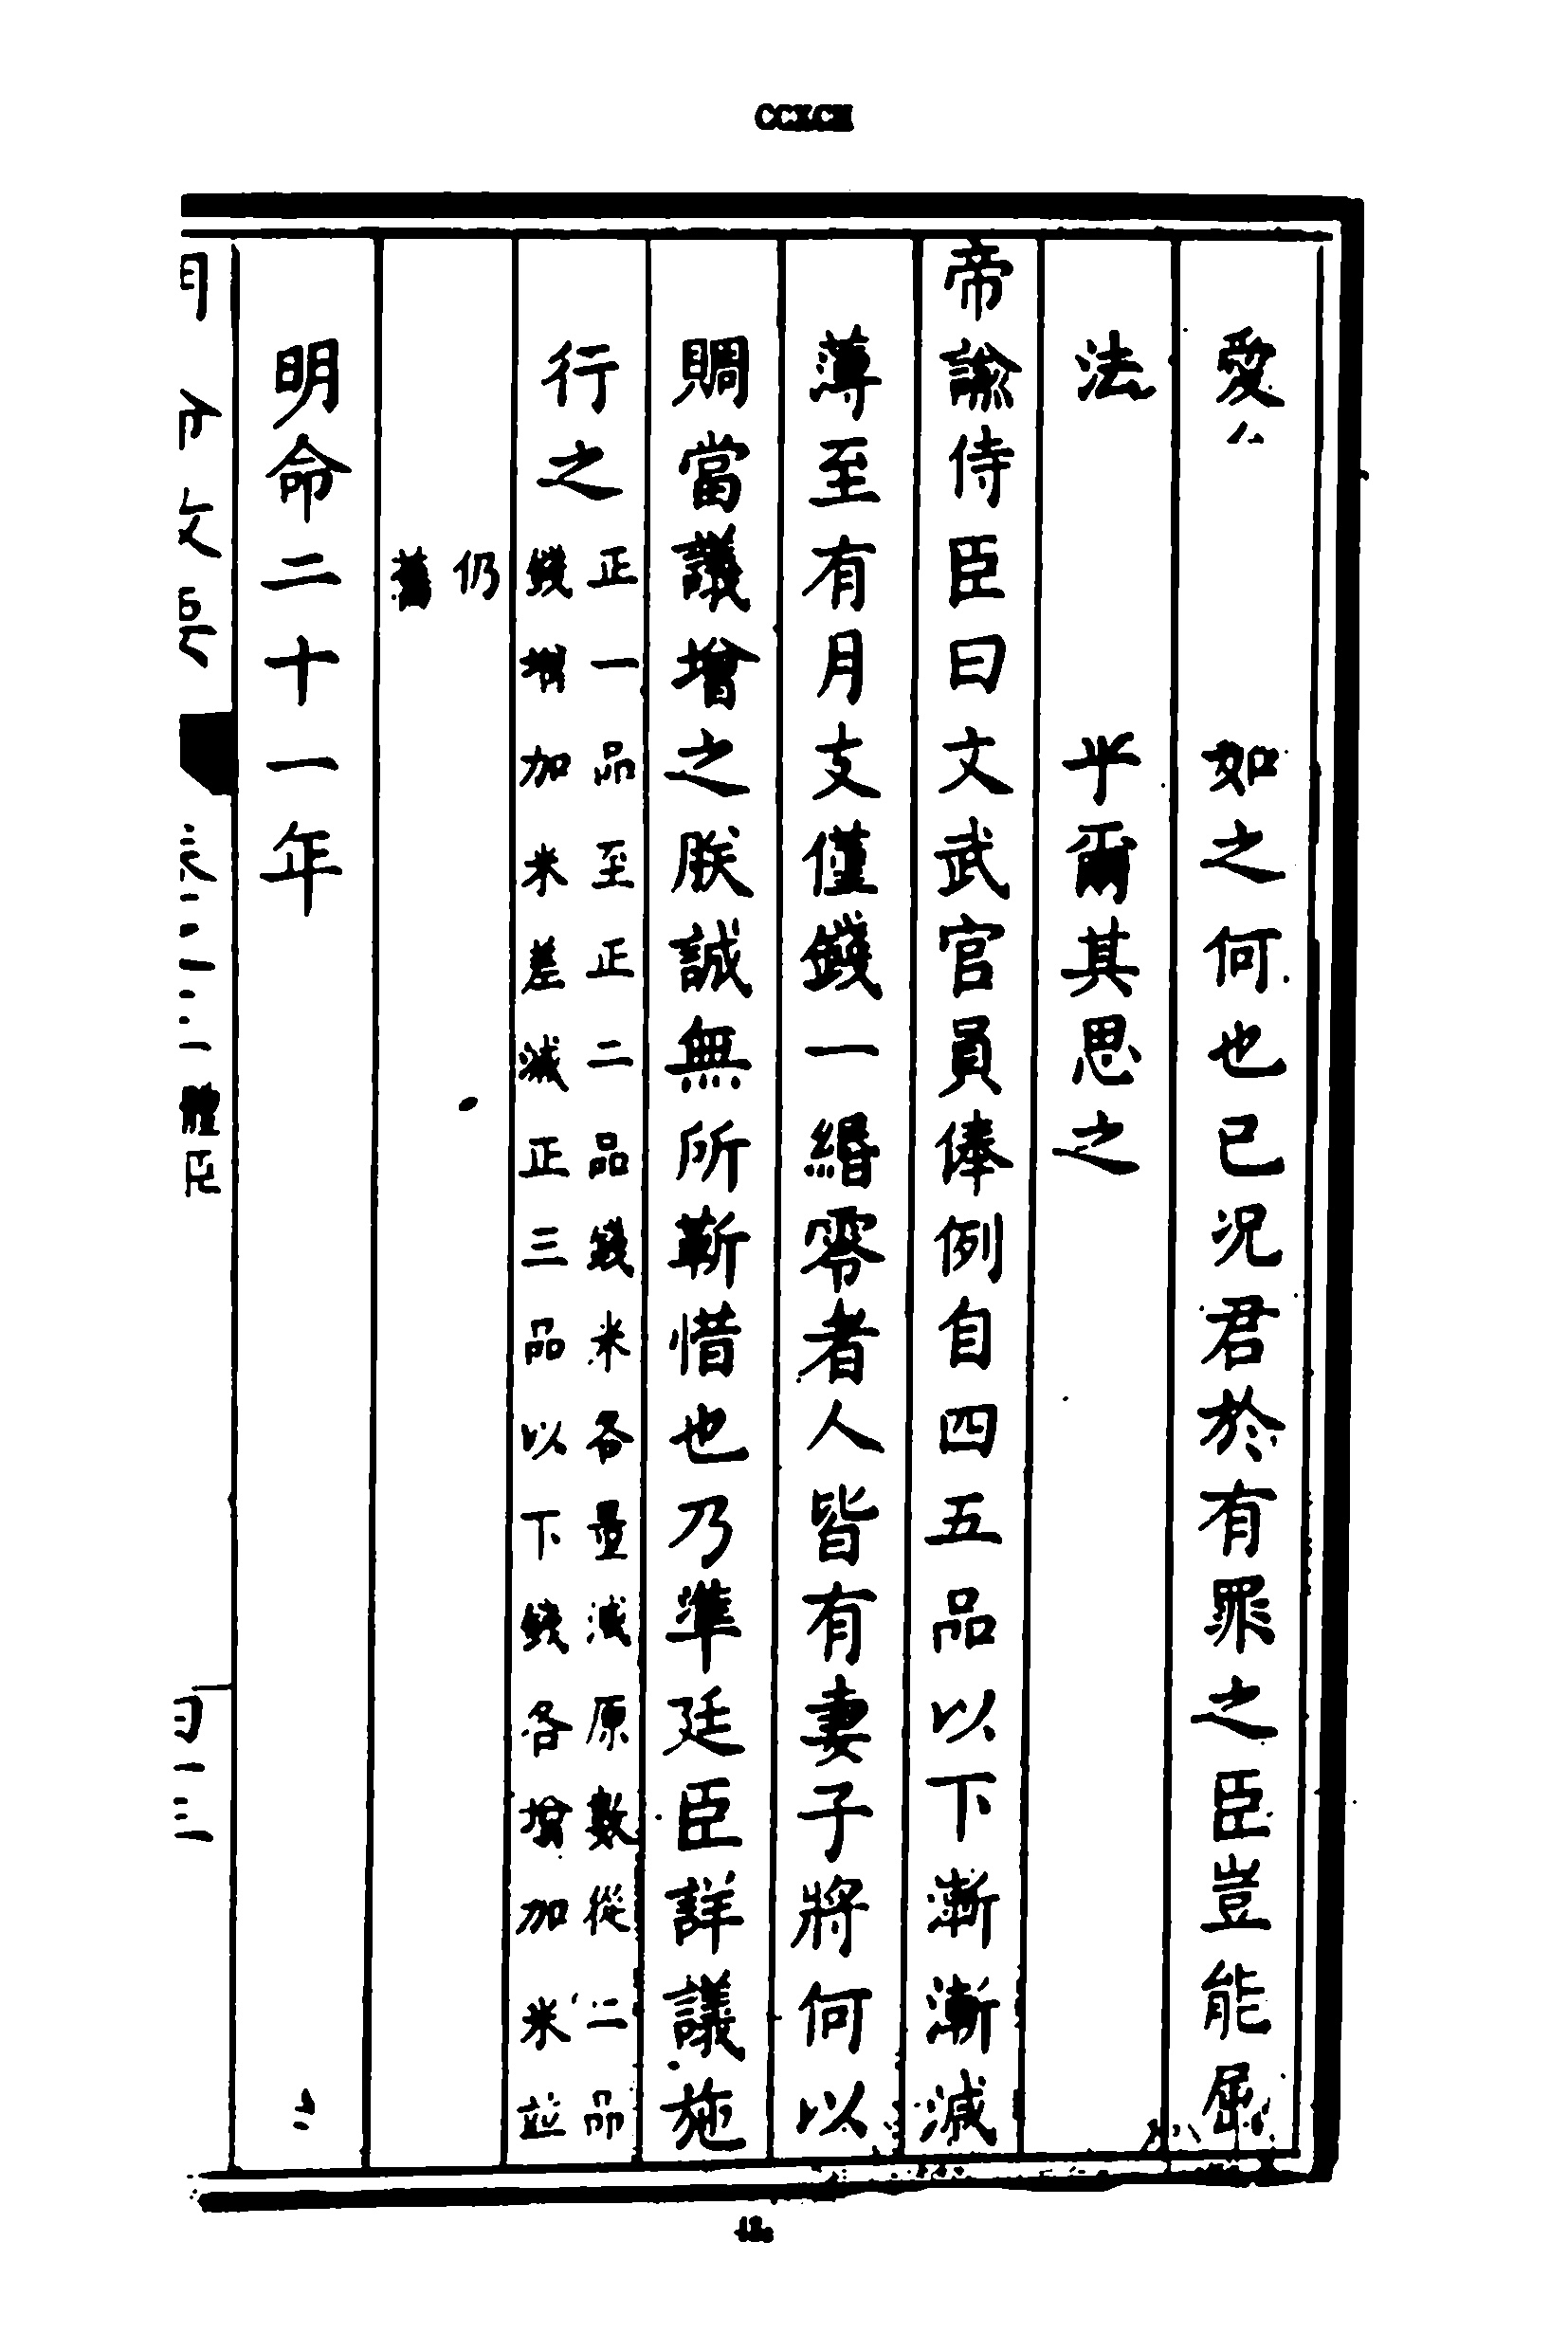 愛公如之何也已况君於有罪之臣豈能屈
法平爾其思之
帝諭侍臣曰文武官員俸例自四五品以下漸漸減
薄至有月支僅錢一緡零者人皆有妻子將何以
賙當議增之朕誠無所靳惜也乃準廷臣詳議施
行之正一品至正二品錢米各量減原數從二品
錢增加米差減正三品以下錢各增加米並
仍
舊
明命二十一年
體臣